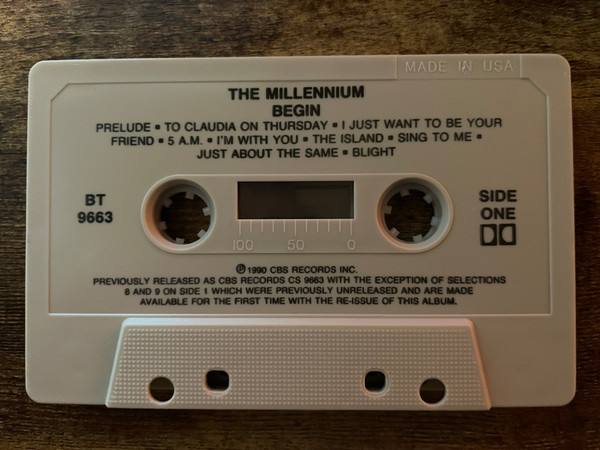 MADE IN USA
THE MILLENNIUM
BEGIN
PRELUDE ▪ TO CLAUDIA ON THURSDAY ▪ I JUST WANT TO BE YOUR
FRIEND ▪ 5 A.M. ▪ I'M WITH YOU ▪ THE ISLAND ▪ SING TO ME ▪
JUST ABOUT THE SAME ▪ BLIGHT
BT
9663
SIDE
ONE
100 50 0
℗ 1990 CBS RECORDS INC.
PREVIOUSLY RELEASED AS CBS RECORDS CS 9663 WITH THE EXCEPTION OF SELECTIONS
8 AND 9 ON SIDE 1 WHICH WERE PREVIOUSLY UNRELEASED AND ARE MADE
AVAILABLE FOR THE FIRST TIME WITH THE RE-ISSUE OF THIS ALBUM.